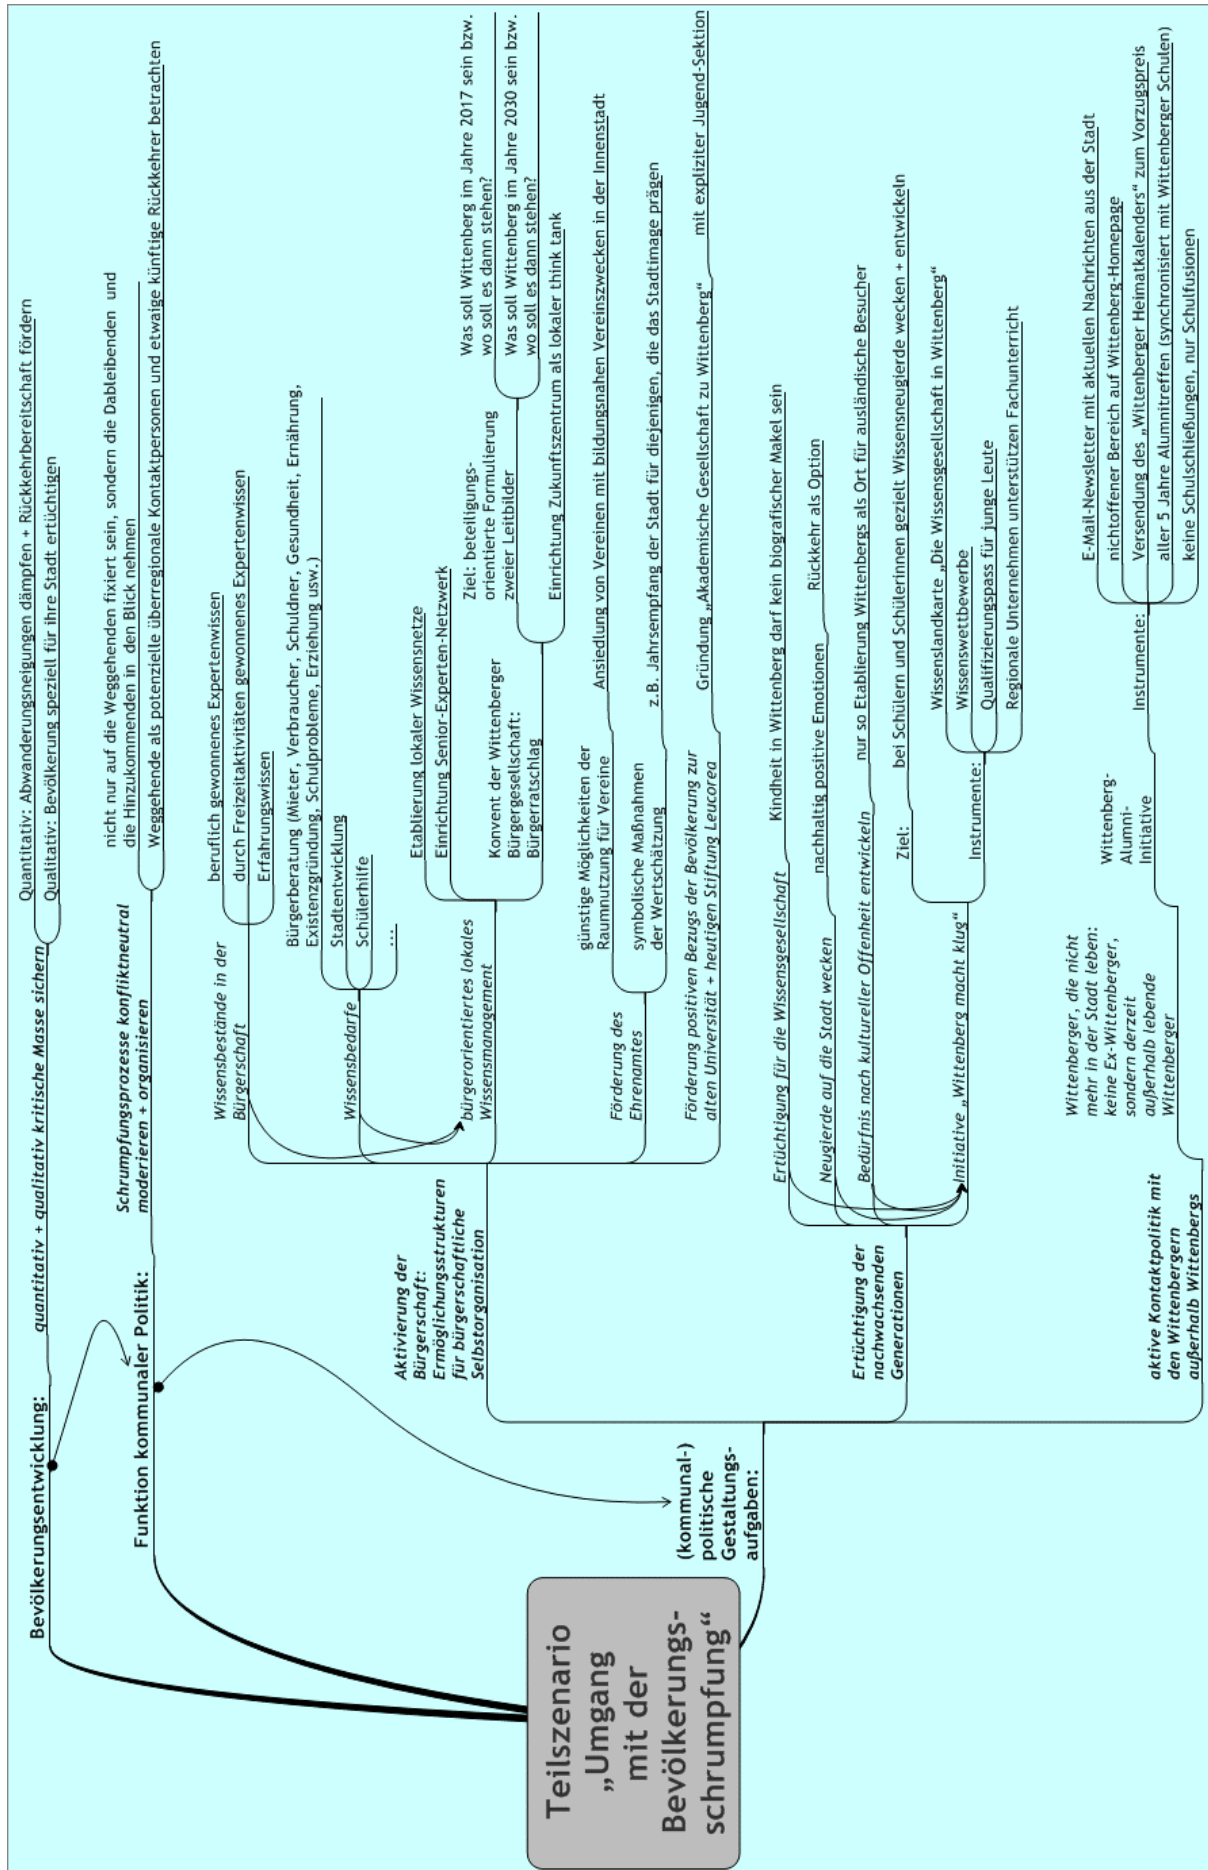 Teilszenario
„Umgang
mit der
Bevölkerungs-
schrumpfung“
Bevölkerungsentwicklung:
quantitativ + qualitativ kritische Masse sichern
Quantitativ: Abwanderungsneigungen dämpfen + Rückkehrbereitschaft fördern
Qualitativ: Bevölkerung speziell für ihre Stadt ertüchtigen
Funktion kommunaler Politik:
Schrumpfungsprozesse konfliktneutral
moderieren + organisieren
nicht nur auf die Weggehenden fixiert sein, sondern die Dableibenden und
die Hinzukommenden in den Blick nehmen
Weggehende als potenzielle überregionale Kontaktpersonen und etwaige künftige Rückkehrer betrachten
(kommunal-)
politische
Gestaltungs-
aufgaben:
Aktivierung der
Bürgerschaft:
Ermöglichungsstrukturen
für bürgerschaftliche
Selbstorganisation
Wissensbestände in der
Bürgerschaft
beruflich gewonnenes Expertenwissen
durch Freizeitaktivitäten gewonnenes Expertenwissen
Erfahrungswissen
Wissensbedarfe
Bürgerberatung (Mieter, Verbraucher, Schuldner, Gesundheit, Ernährung,
Existenzgründung, Schulprobleme, Erziehung usw.)
Stadtentwicklung
Schülerhilfe
...
bürgerorientiertes lokales
Wissensmanagement
Etablierung lokaler Wissensnetze
Einrichtung Senior-Experten-Netzwerk
Konvent der Wittenberger
Bürgergesellschaft:
Bürgerratschlag
Ziel: beteiligungs-
orientierte Formulierung
zweier Leitbilder
Was soll Wittenberg im Jahre 2017 sein bzw.
wo soll es dann stehen?
Was soll Wittenberg im Jahre 2030 sein bzw.
wo soll es dann stehen?
Einrichtung Zukunftszentrum als lokaler think tank
Förderung des
Ehrenamtes
günstige Möglichkeiten der
Raumnutzung für Vereine
Ansiedlung von Vereinen mit bildungsnahen Vereinszwecken in der Innenstadt
symbolische Maßnahmen
der Wertschätzung
z.B. Jahrsempfang der Stadt für diejenigen, die das Stadtimage prägen
Förderung positiven Bezugs der Bevölkerung zur
alten Universität + heutigen Stiftung Leucorea
Gründung „Akademische Gesellschaft zu Wittenberg“
mit expliziter Jugend-Sektion
Ertüchtigung der
nachwachsenden
Generationen
Ertüchtigung für die Wissensgesellschaft
Kindheit in Wittenberg darf kein biografischer Makel sein
Neugierde auf die Stadt wecken
nachhaltig positive Emotionen
Rückkehr als Option
Bedürfnis nach kultureller Offenheit entwickeln
nur so Etablierung Wittenbergs als Ort für ausländische Besucher
Initiative „Wittenberg macht klug“
Ziel:
bei Schülern und Schülerinnen gezielt Wissensneugierde wecken + entwickeln
Instrumente:
Wissenslandkarte „Die Wissensgesellschaft in Wittenberg“
Wissenswettbewerbe
Qualifizierungspass für junge Leute
Regionale Unternehmen unterstützen Fachunterricht
aktive Kontaktpolitik mit
den Wittenbergern
außerhalb Wittenbergs
Wittenberger, die nicht
mehr in der Stadt leben:
keine Ex-Wittenberger,
sondern derzeit
außerhalb lebende
Wittenberger
Wittenberg-
Alumni-
Initiative
Instrumente:
E-Mail-Newsletter mit aktuellen Nachrichten aus der Stadt
nichtoffener Bereich auf Wittenberg-Homepage
Versendung des „Wittenberger Heimatkalenders“ zum Vorzugspreis
aller 5 Jahre Alumnitreffen (synchronisiert mit Wittenberger Schulen)
keine Schulschließungen, nur Schulfusionen